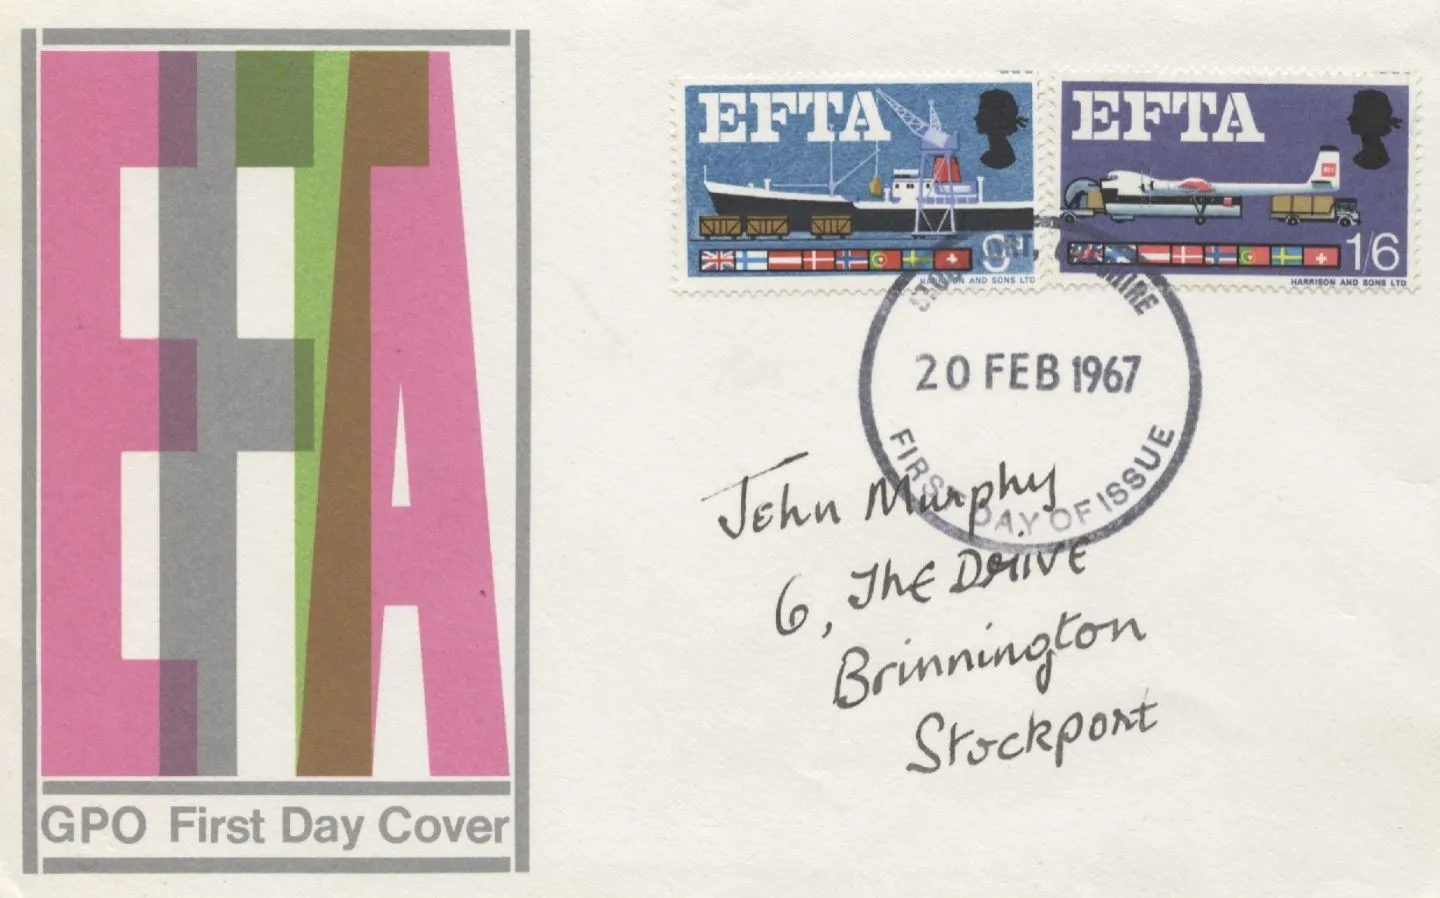 EFTA
EFTA
9D
HARRISON AND SONS LTD
EFTA
1/6
HARRISON AND SONS LTD
20 FEB 1967
FIRST DAY OF ISSUE
John Murphy
6, The Drive
Brinnington
Stockport
GPO First Day Cover